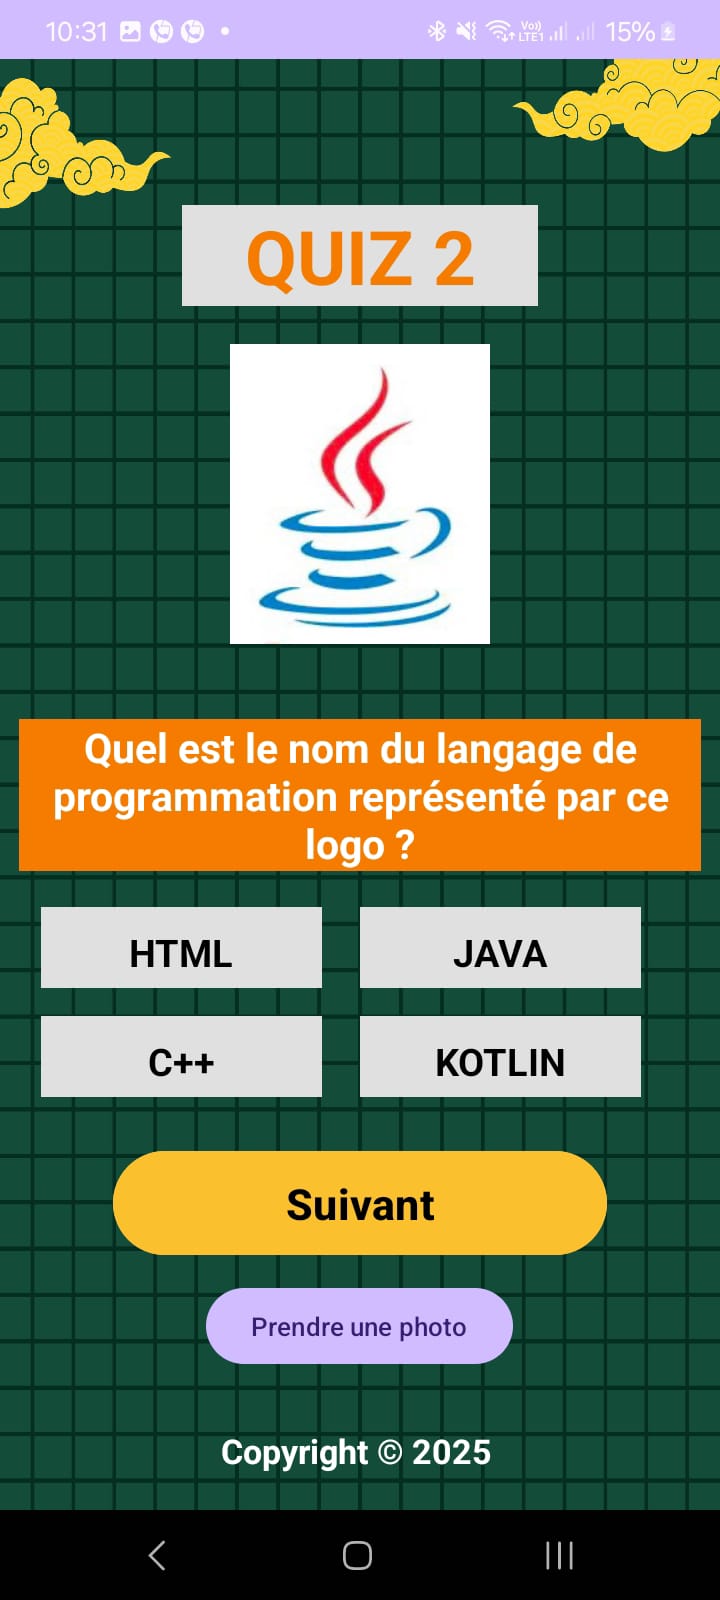 10:31
Vo)) LTE1 15%
QUIZ 2
Quel est le nom du langage de
programmation représenté par ce
logo ?
HTML JAVA
C++ KOTLIN
Suivant
Prendre une photo
Copyright © 2025